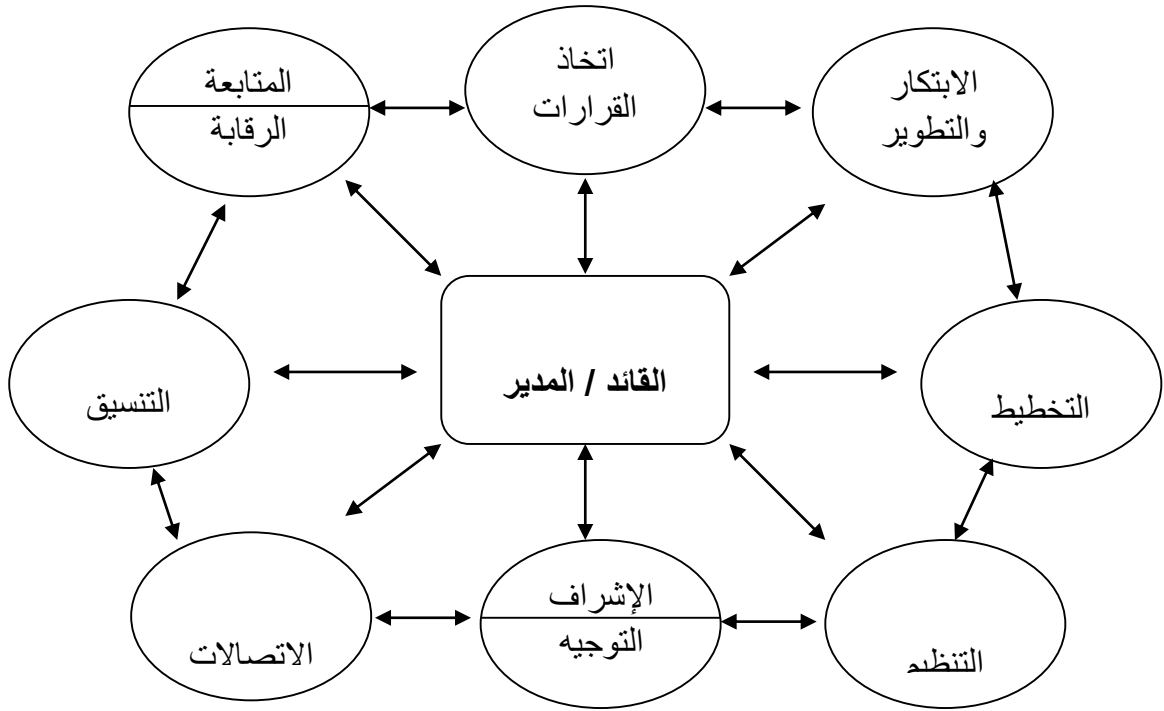 المتابعة
الرقابة
اتخاذ
القرارات
الابتكار
والتطوير
القائد / المدير
التنسيق
التخطيط
الإشراف
التوجيه
الاتصالات
التنظيم